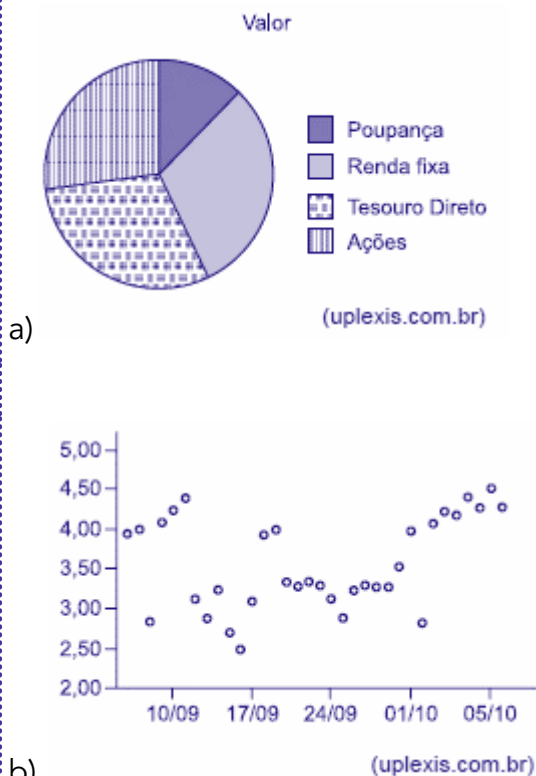 Valor
Poupança
Renda fixa
Tesouro Direto
Ações
(uplexis.com.br)
a)
5,00
4,50
4,00
3,50
3,00
2,50
2,00
10/09 17/09 24/09 01/10 05/10
(uplexis.com.br)
b)